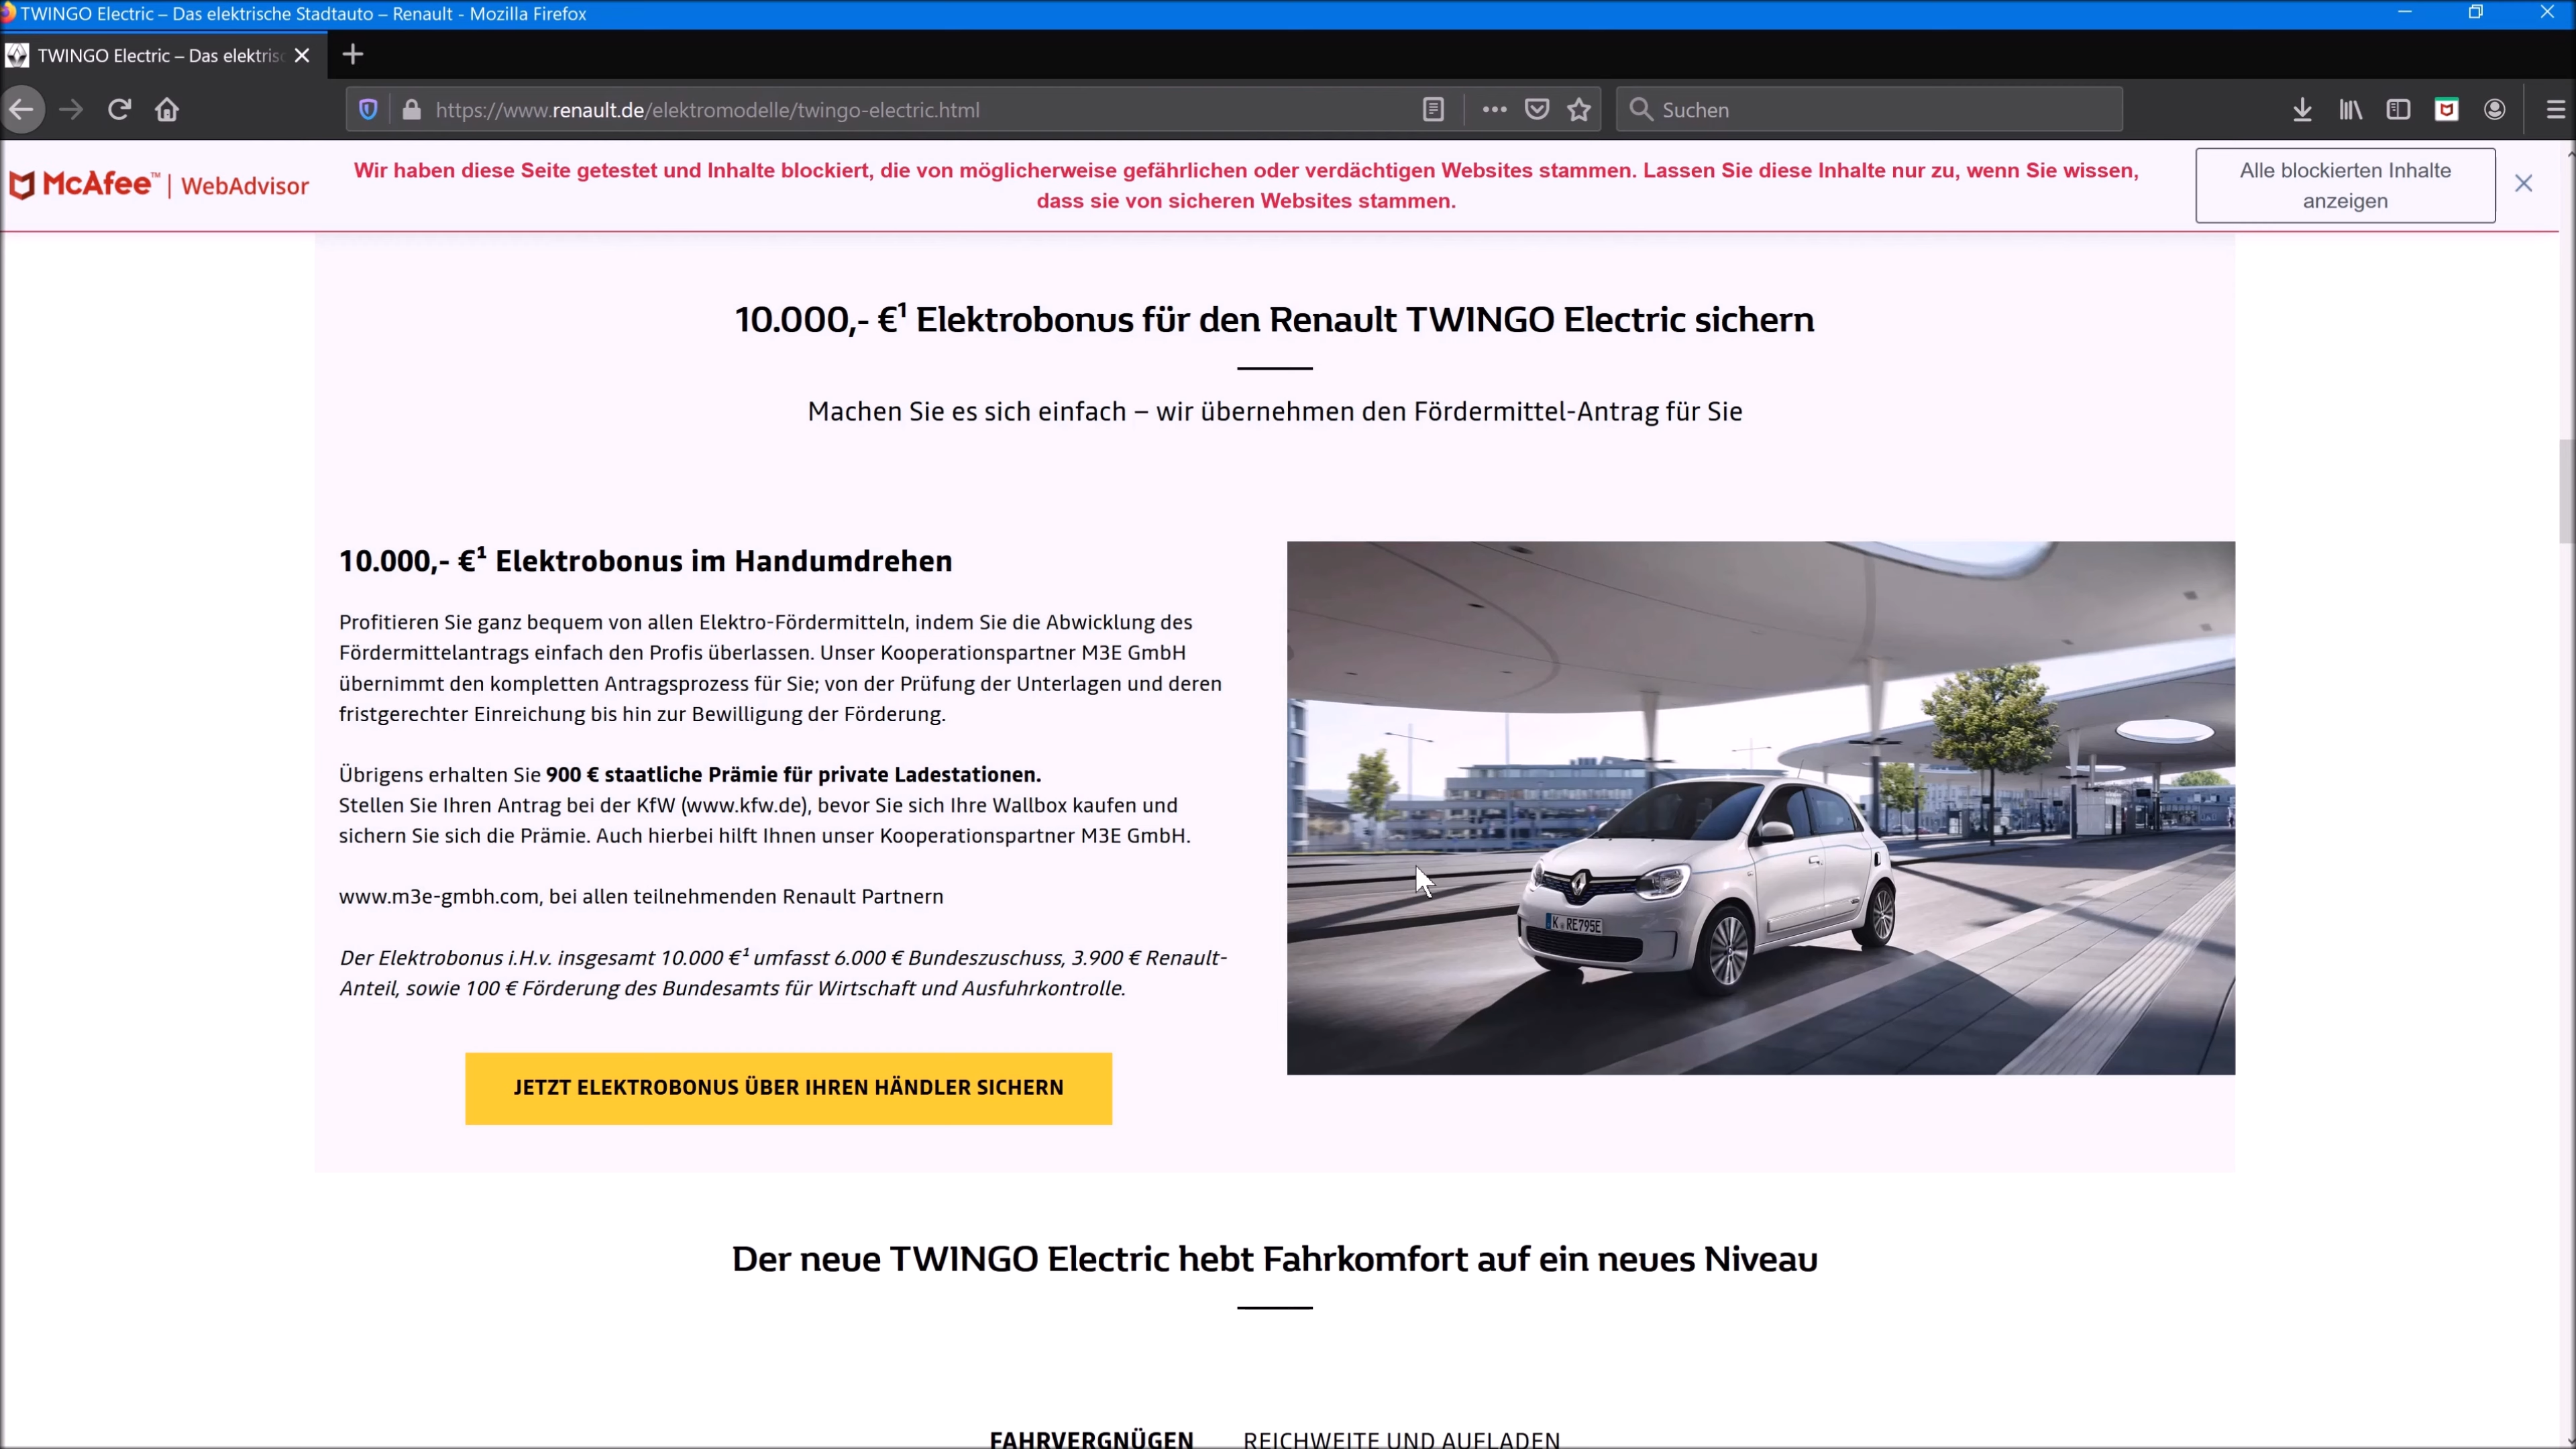 TWINGO Electric – Das elektrische Stadtauto – Renault - Mozilla Firefox
TWINGO Electric – Das elektrisc
https://www.renault.de/elektromodelle/twingo-electric.html
Suchen
McAfee™ | WebAdvisor
Wir haben diese Seite getestet und Inhalte blockiert, die von möglicherweise gefährlichen oder verdächtigen Websites stammen. Lassen Sie diese Inhalte nur zu, wenn Sie wissen,
dass sie von sicheren Websites stammen.
Alle blockierten Inhalte
anzeigen
10.000,- €¹ Elektrobonus für den Renault TWINGO Electric sichern
Machen Sie es sich einfach – wir übernehmen den Fördermittel-Antrag für Sie
10.000,- €¹ Elektrobonus im Handumdrehen
Profitieren Sie ganz bequem von allen Elektro-Fördermitteln, indem Sie die Abwicklung des
Fördermittelantrags einfach den Profis überlassen. Unser Kooperationspartner M3E GmbH
übernimmt den kompletten Antragsprozess für Sie; von der Prüfung der Unterlagen und deren
fristgerechter Einreichung bis hin zur Bewilligung der Förderung.
Übrigens erhalten Sie 900 € staatliche Prämie für private Ladestationen.
Stellen Sie Ihren Antrag bei der KfW (www.kfw.de), bevor Sie sich Ihre Wallbox kaufen und
sichern Sie sich die Prämie. Auch hierbei hilft Ihnen unser Kooperationspartner M3E GmbH.
www.m3e-gmbh.com, bei allen teilnehmenden Renault Partnern
Der Elektrobonus i.H.v. insgesamt 10.000 €¹ umfasst 6.000 € Bundeszuschuss, 3.900 € Renault-
Anteil, sowie 100 € Förderung des Bundesamts für Wirtschaft und Ausfuhrkontrolle.
JETZT ELEKTROBONUS ÜBER IHREN HÄNDLER SICHERN
K RE795E
Der neue TWINGO Electric hebt Fahrkomfort auf ein neues Niveau
FAHRVERGNÜGEN REICHWEITE UND AUFLADEN